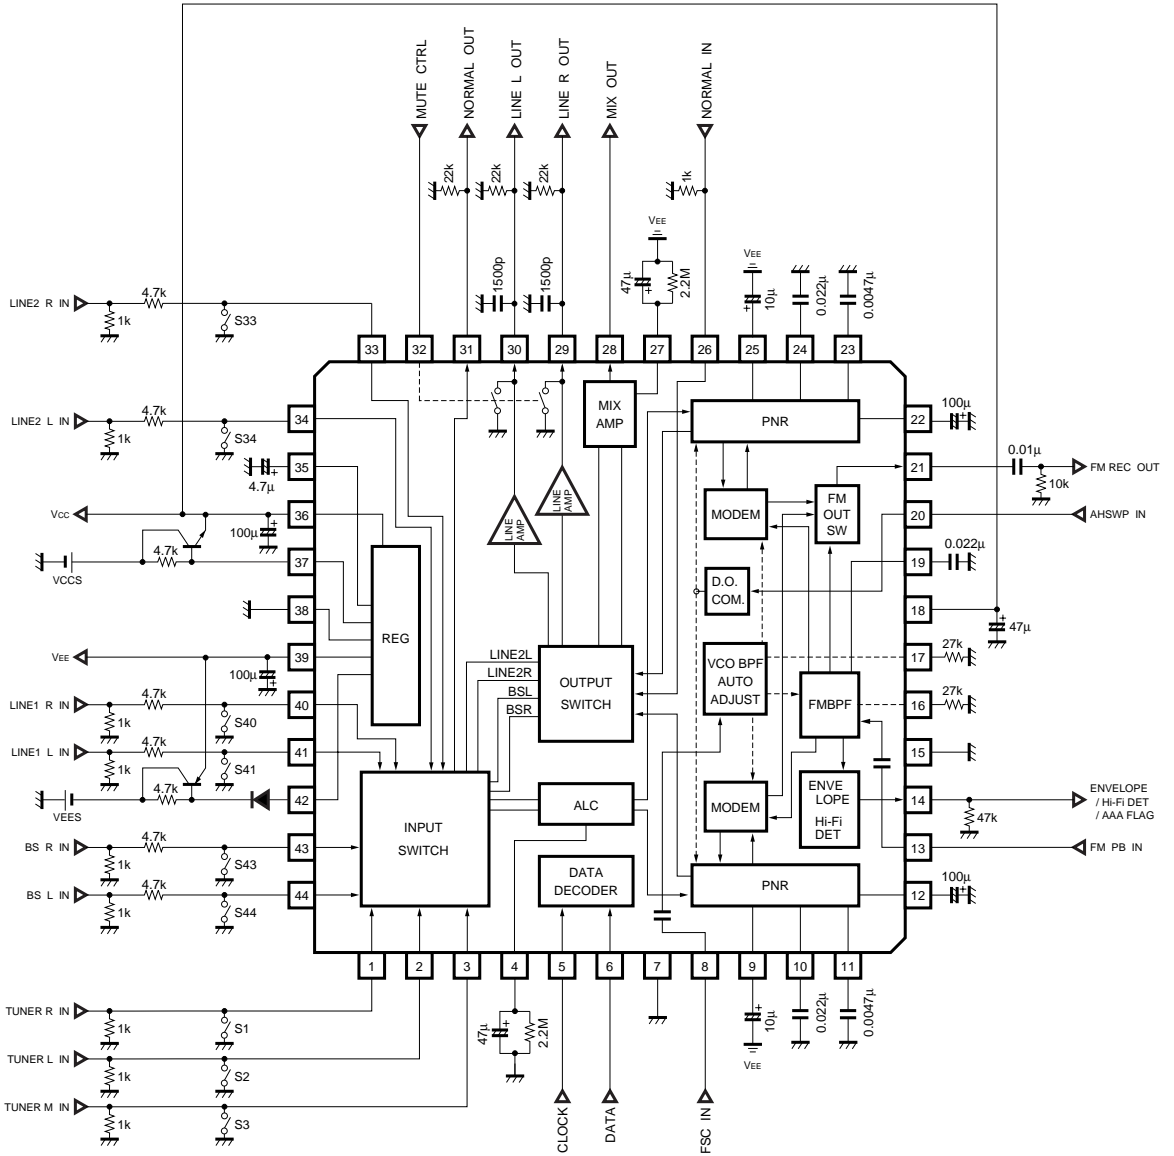 MUTE CTRL
NORMAL OUT
LINE L OUT
LINE R OUT
MIX OUT
NORMAL IN
22k
22k
22k
1k
VEE
1500p
1500p
47μ
+
2.2M
VEE
+
10μ
0.022μ
0.0047μ
LINE2 R IN
4.7k
1k
S33
33
32
31
30
29
28
27
26
25
24
23
LINE2 L IN
4.7k
1k
S34
34
MIX
AMP
PNR
22
100μ
+
35
+
4.7μ
LINE
AMP
LINE
AMP
MODEM
FM
OUT
SW
21
0.01μ
10k
FM REC OUT
VCC
100μ
+
36
20
AHSWP IN
4.7k
VCCS
37
D.O.
COM.
19
0.022μ
38
REG
18
+
47μ
VEE
100μ
+
39
LINE2L
LINE2R
BSL
BSR
OUTPUT
SWITCH
VCO BPF
AUTO
ADJUST
FMBPF
17
27k
LINE1 R IN
4.7k
1k
S40
40
16
27k
LINE1 L IN
4.7k
1k
S41
41
15
4.7k
VEES
42
INPUT
SWITCH
ALC
MODEM
ENVE
LOPE
Hi-Fi
DET
14
47k
ENVELOPE
/ Hi-Fi DET
/ AAA FLAG
BS R IN
4.7k
1k
S43
43
13
FM PB IN
BS L IN
4.7k
1k
S44
44
DATA
DECODER
PNR
12
100μ
+
1
2
3
4
5
6
7
8
9
10
11
TUNER R IN
1k
S1
47μ
+
2.2M
+
10μ
VEE
0.022μ
0.0047μ
TUNER L IN
1k
S2
TUNER M IN
1k
S3
CLOCK
DATA
FSC IN